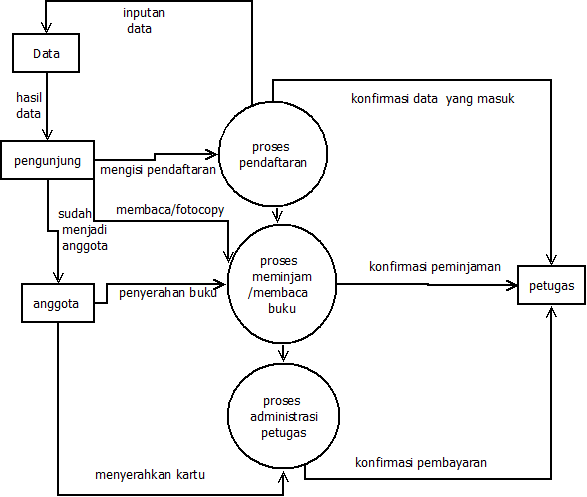 inputan
data
Data
hasil
data
konfirmasi data yang masuk
proses
pendaftaran
pengunjung
mengisi pendaftaran
membaca/fotocopy
sudah
menjadi
anggota
proses
meminjam
/membaca
buku
konfirmasi peminjaman
petugas
anggota
penyerahan buku
proses
administrasi
petugas
menyerahkan kartu
konfirmasi pembayaran